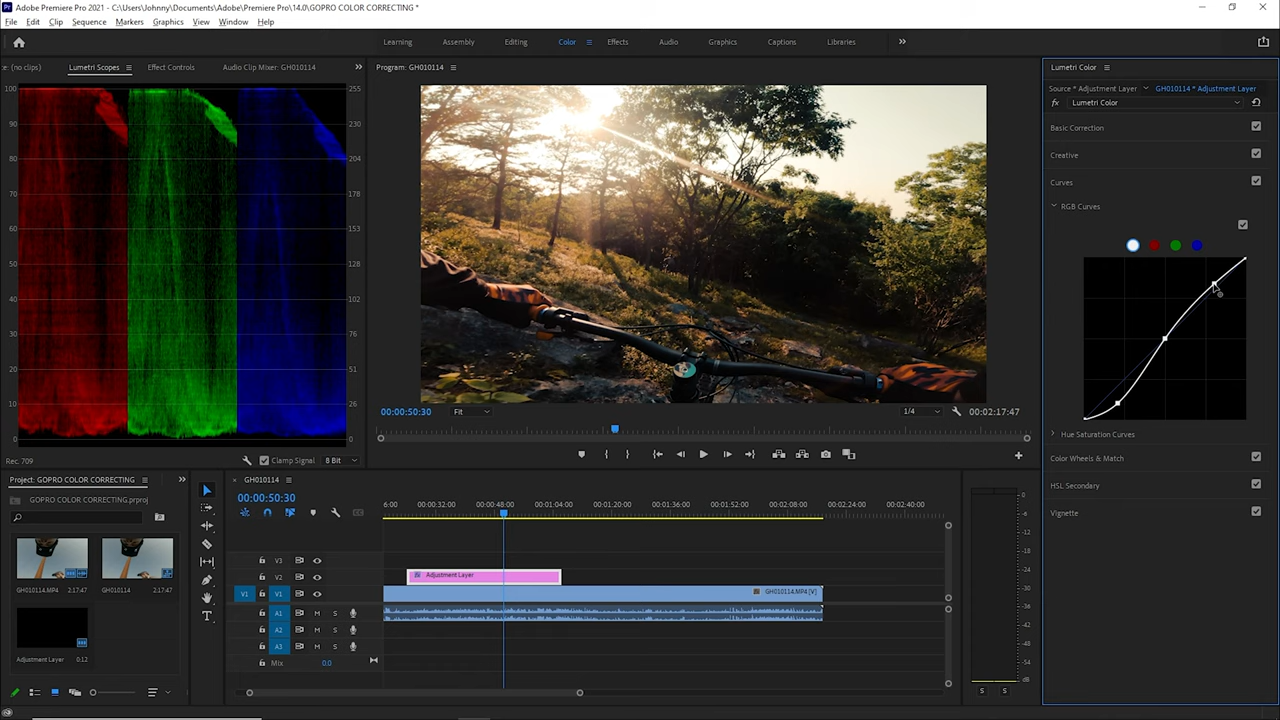 Adobe Premiere Pro 2021 - C:\Users\Johnny\Documents\Adobe\Premiere Pro\14.0\GOPRO COLOR CORRECTING *
File Edit Clip Sequence Markers Graphics View Window Help
Learning Assembly Editing Color Effects Audio Graphics Captions Libraries
e: (no clips) Lumetri Scopes Effect Controls Audio Clip Mixer: GH010114
Program: GH010114
Lumetri Color
Source * Adjustment Layer GH010114 * Adjustment Layer
fx Lumetri Color
Basic Correction
Creative
Curves
RGB Curves
Hue Saturation Curves
Color Wheels & Match
HSL Secondary
Vignette
100 255
90 230
80 204
70 178
60 153
50 128
40 102
30 76
20 51
10 26
0 0
Rec. 709 Clamp Signal 8 Bit
00:00:50:30 Fit 1/4 00:02:17:47
Project: GOPRO COLOR CORRECTING
GOPRO COLOR CORRECTING.prproj
GH010114.MP4 2:17:47 GH010114 2:17:47
Adjustment Layer 0;12
GH010114
00:00:50:30
6:00 00:00:32:00 00:00:48:00 00:01:04:00 00:01:20:00 00:01:36:00 00:01:52:00 00:02:08:00 00:02:24:00 00:02:40:00
V3
V2 fx Adjustment Layer
V1 V1 GH010114.MP4 [V]
A1 M S
A2 M S
A3 M S
Mix 0.0
0
-6
-12
-18
-24
-30
-36
-42
-48
-54
dB
S S